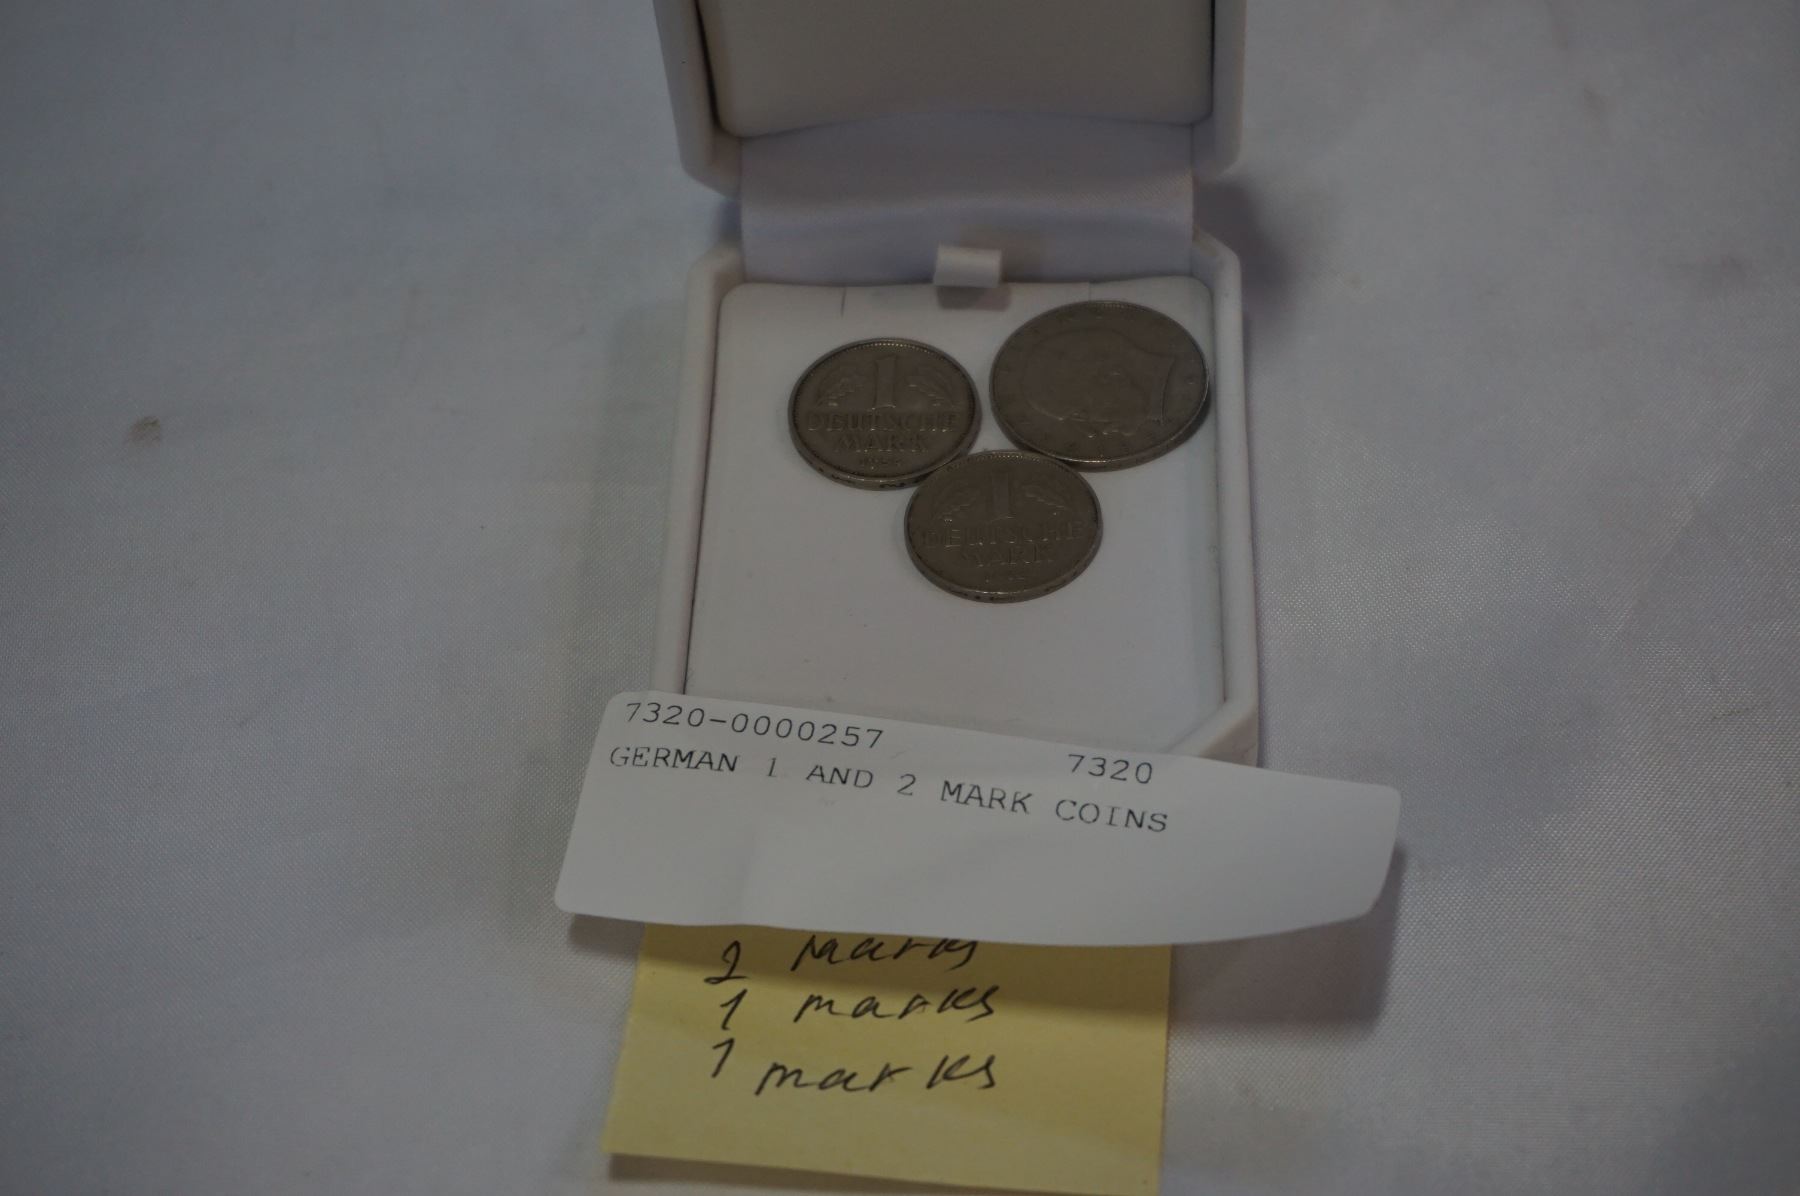 1
DEUTSCHE
MARK
1
DEUTSCHE
MARK
7320-0000257
7320
GERMAN 1 AND 2 MARK COINS
2 marks
1 marks
1 marks